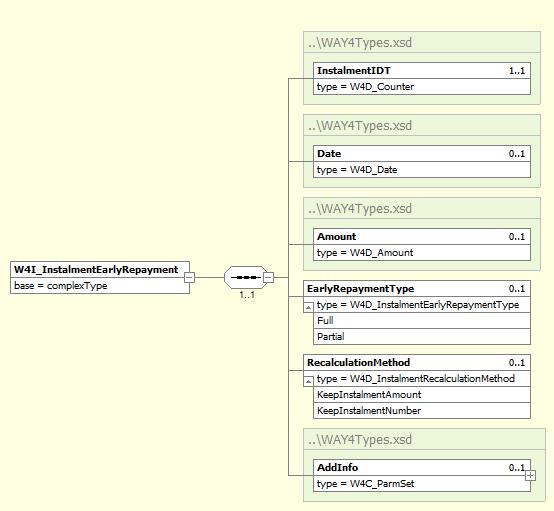 ..\WAY4Types.xsd
InstalmentIDT 1..1
type = W4D_Counter
..\WAY4Types.xsd
Date 0..1
type = W4D_Date
..\WAY4Types.xsd
Amount 0..1
type = W4D_Amount
W4I_InstalmentEarlyRepayment
base = complexType
1..1
EarlyRepaymentType 0..1
type = W4D_InstalmentEarlyRepaymentType
Full
Partial
RecalculationMethod 0..1
type = W4D_InstalmentRecalculationMethod
KeepInstalmentAmount
KeepInstalmentNumber
..\WAY4Types.xsd
AddInfo 0..1
type = W4C_ParmSet